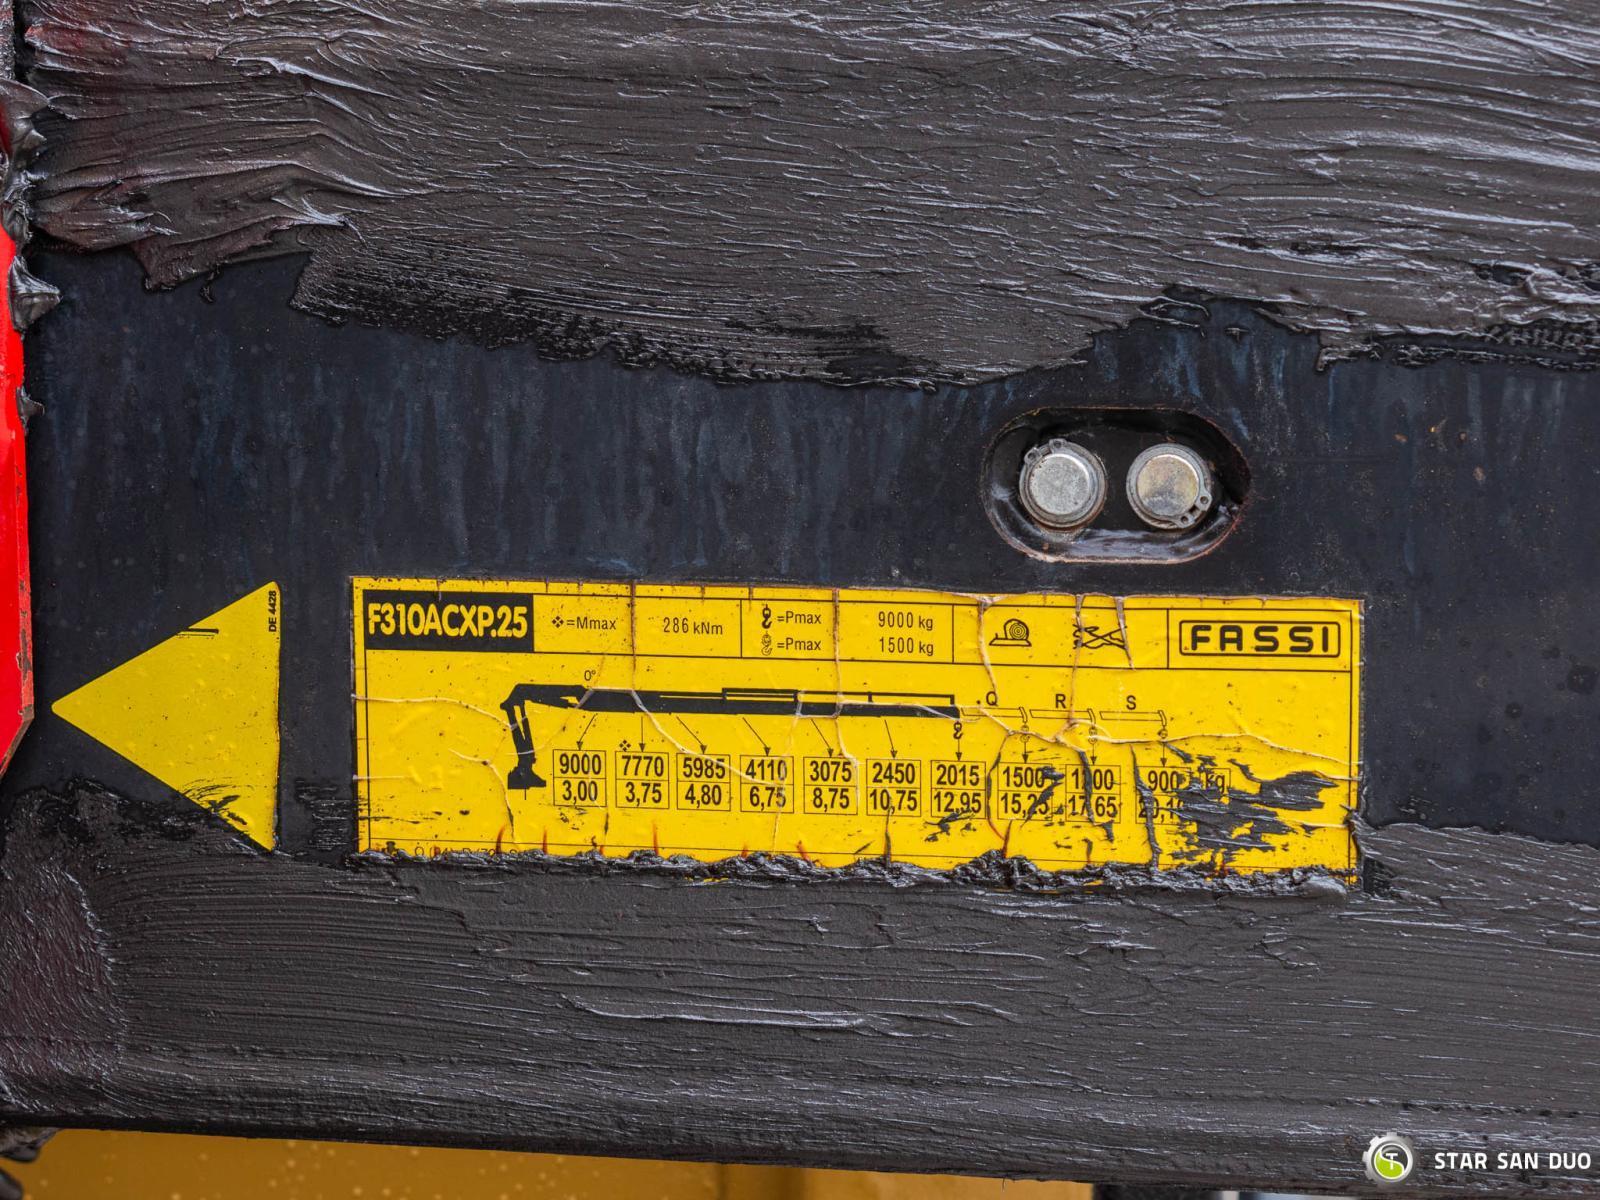 DE 4428
F310ACXP.25
=Mmax 286 kNm
=Pmax 9000 kg
=Pmax 1500 kg
FASSI
0°
Q R S
9000 7770 5985 4110 3075 2450 2015 1500 900 kg
3,00 3,75 4,80 6,75 8,75 10,75 12,95 15,25 17,65
STAR SAN DUO